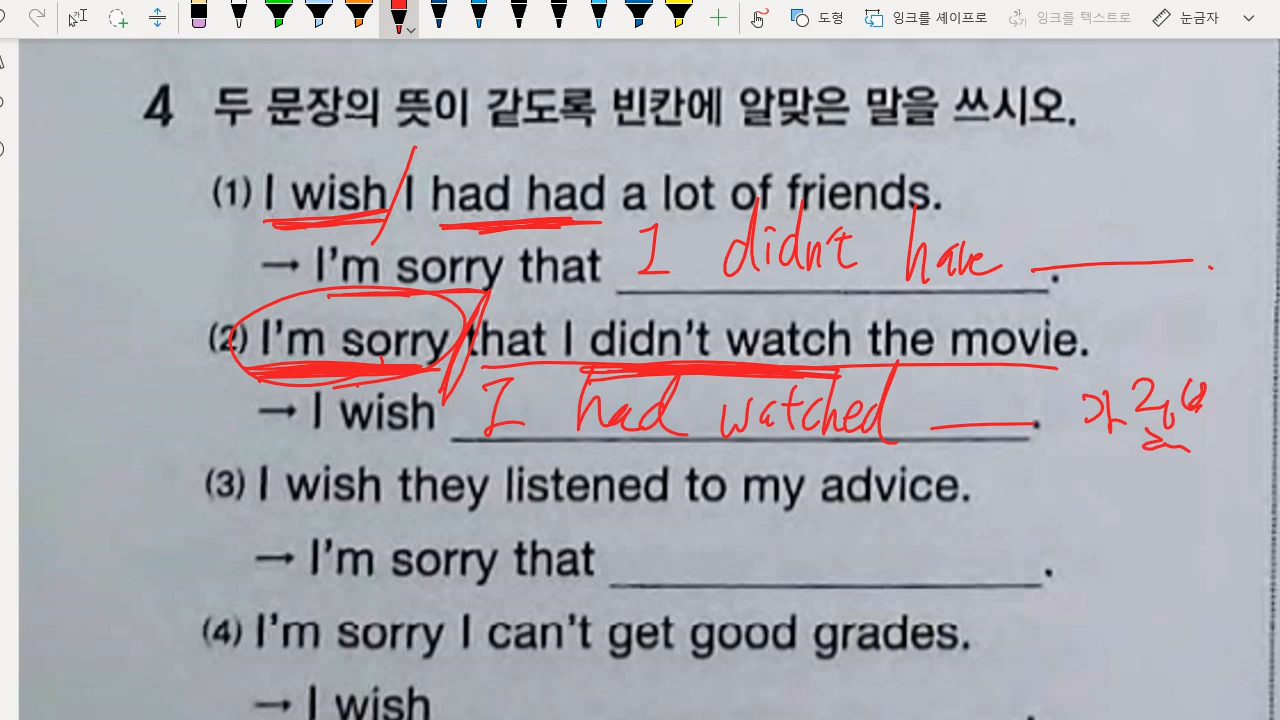 도형 잉크를 셰이프로 잉크를 텍스트로 눈금자
4 두 문장의 뜻이 같도록 빈칸에 알맞은 말을 쓰시오.
(1) I wish I had had a lot of friends.
→ I'm sorry that I didn't have ______.
(2) I'm sorry that I didn't watch the movie.
→ I wish I had watched ______.
(3) I wish they listened to my advice.
→ I'm sorry that ______.
(4) I'm sorry I can't get good grades.
→ I wish ______.